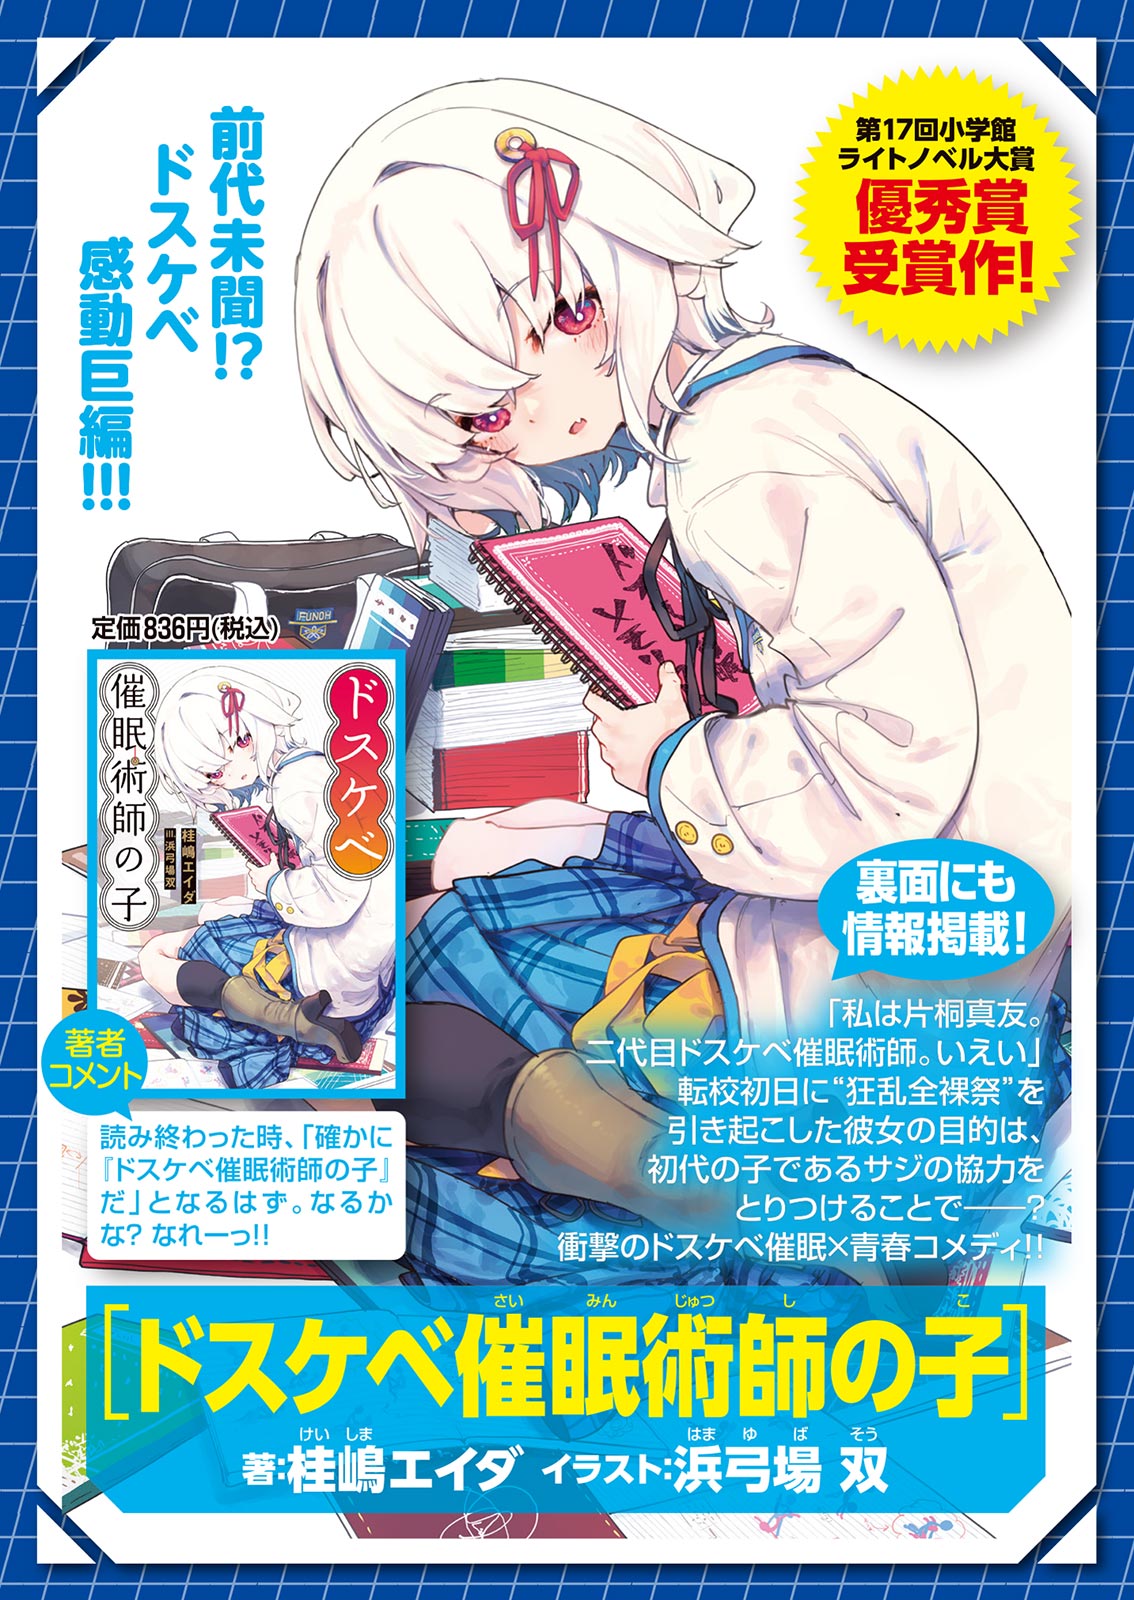 第17回小学館
ライトノベル大賞
優秀賞
受賞作!
前代未聞!?
ドスケベ
感動巨編!!!
FUNOH
定価836円(税込)
ドスケベ
催眠術師の子
桂嶋エイダ
ill.浜弓場双
裏面にも
情報掲載!
「私は片桐真友。
二代目ドスケベ催眠術師。いえい」
転校初日に“狂乱全裸祭”を
引き起こした彼女の目的は、
初代の子であるサジの協力を
とりつけることで――?
衝撃のドスケベ催眠×青春コメディ!!
著者
コメント
読み終わった時、「確かに
『ドスケベ催眠術師の子』
だ」となるはず。なるか
な? なれーっ!!
さい みん じゅつ し こ
[ドスケベ催眠術師の子]
けい しま はま ゆ ば そう
著:桂嶋エイダ イラスト:浜弓場 双